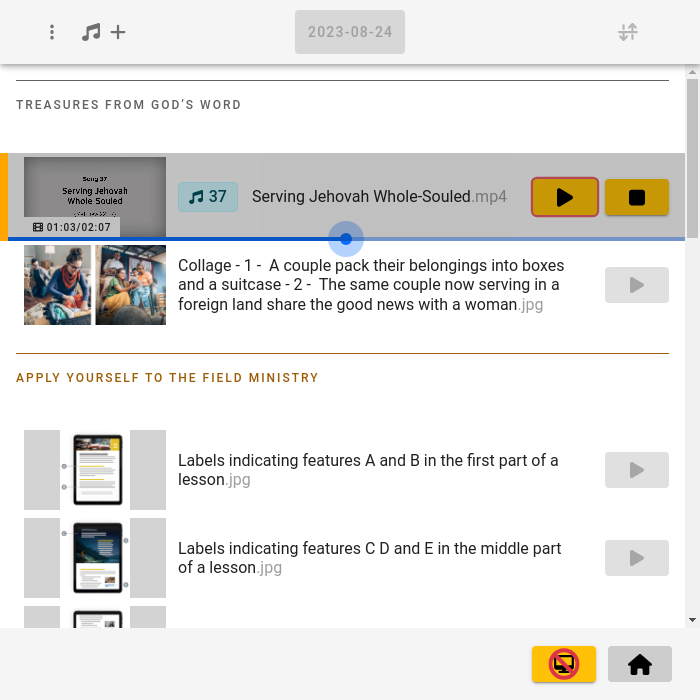 2023-08-24
TREASURES FROM GOD'S WORD
Song 37
Serving Jehovah
Whole Souled
01:03/02:07
37
Serving Jehovah Whole-Souled.mp4
Collage - 1 - A couple pack their belongings into boxes
and a suitcase - 2 - The same couple now serving in a
foreign land share the good news with a woman.jpg
APPLY YOURSELF TO THE FIELD MINISTRY
Labels indicating features A and B in the first part of a
lesson.jpg
Labels indicating features C D and E in the middle part
of a lesson.jpg